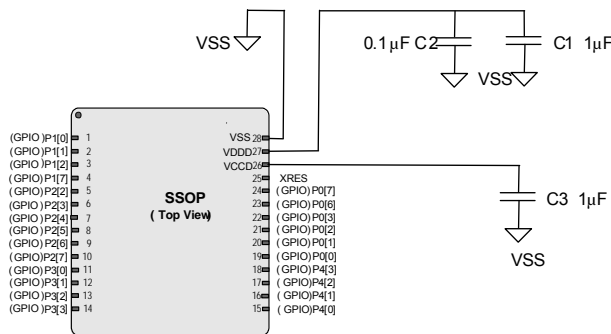 VSS
0.1 µF C2
C1 1µF
VSS
(GPIO)P1[0] 1
(GPIO)P1[1] 2
(GPIO)P1[2] 3
(GPIO)P1[7] 4
(GPIO)P2[2] 5
(GPIO)P2[3] 6
(GPIO)P2[4] 7
(GPIO)P2[5] 8
(GPIO)P2[6] 9
(GPIO)P2[7] 10
(GPIO)P3[0] 11
(GPIO)P3[1] 12
(GPIO)P3[2] 13
(GPIO)P3[3] 14
SSOP
( Top View)
VSS 28
VDDD 27
VCCD 26
25 XRES
24 (GPIO)P0[7]
23 (GPIO)P0[6]
22 (GPIO)P0[3]
21 (GPIO)P0[2]
20 (GPIO)P0[1]
19 (GPIO)P0[0]
18 (GPIO)P4[3]
17 (GPIO)P4[2]
16 (GPIO)P4[1]
15 (GPIO)P4[0]
C3 1µF
VSS